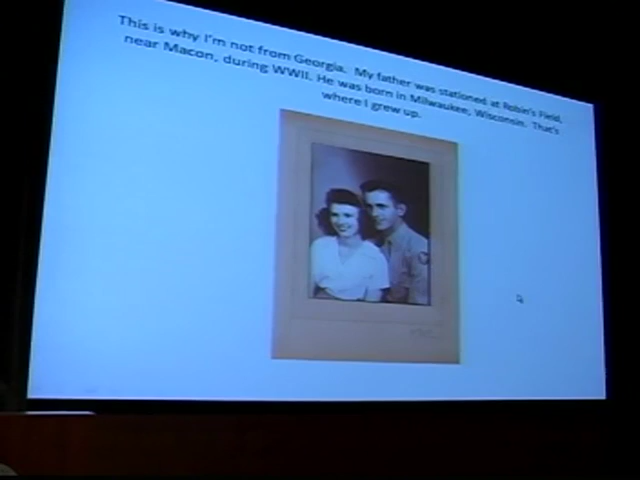 This is why I'm not from Georgia.  My father was stationed at Robin's Field,
near Macon, during WWII. He was born in Milwaukee, Wisconsin.  That's
where I grew up.